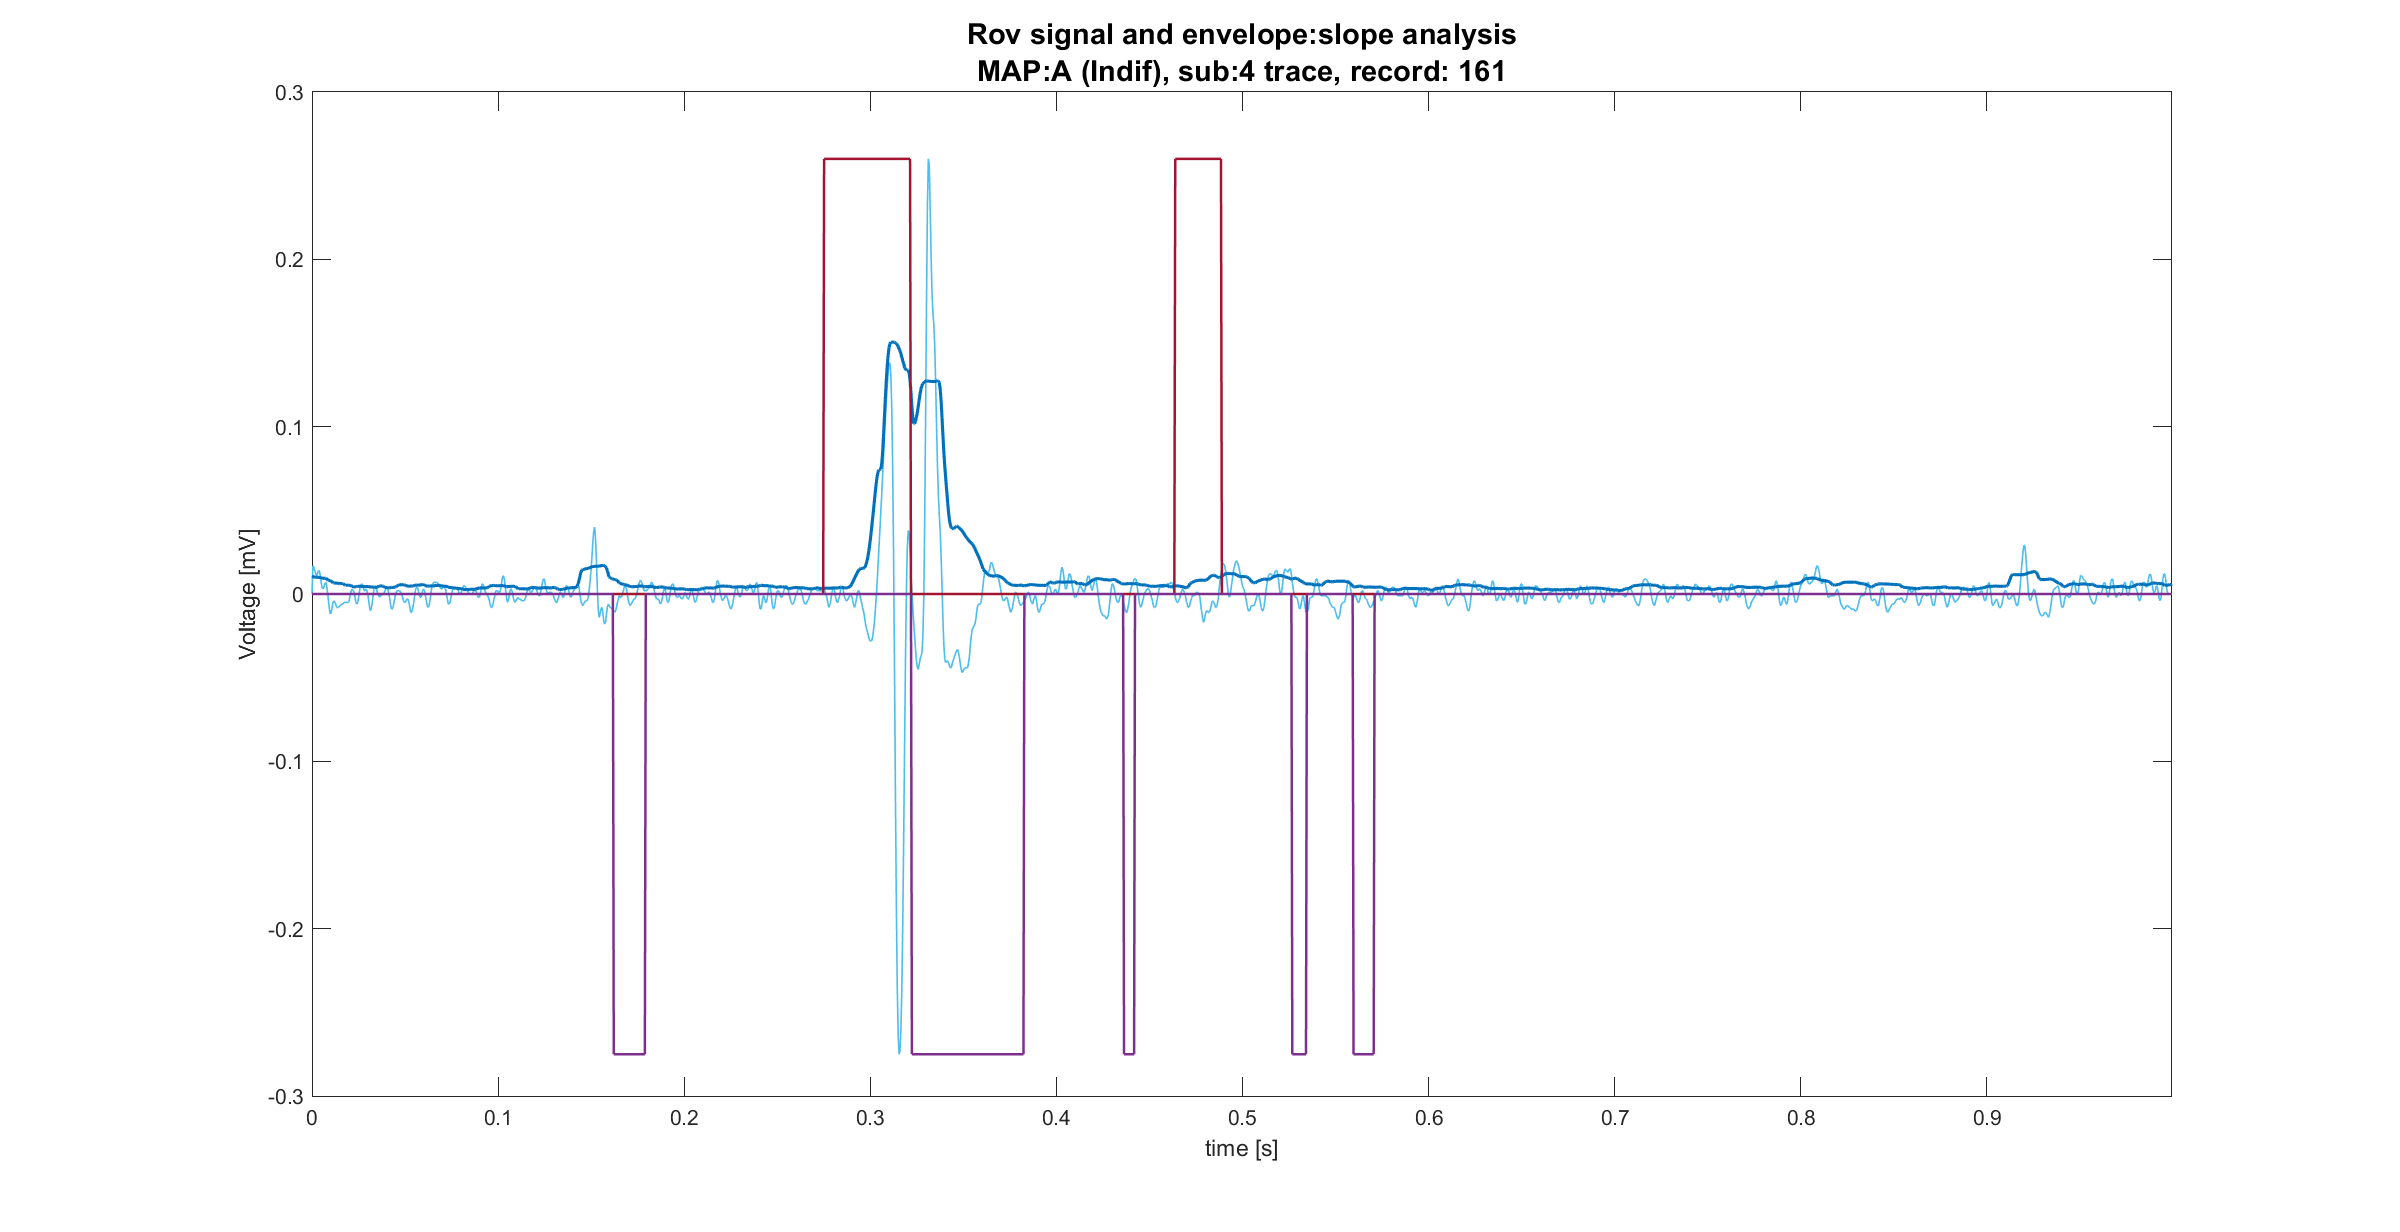 Rov signal and envelope:slope analysis
MAP:A (Indif), sub:4 trace, record: 161
0.3
0.2
0.1
0
-0.1
-0.2
-0.3
Voltage [mV]
0 0.1 0.2 0.3 0.4 0.5 0.6 0.7 0.8 0.9
time [s]